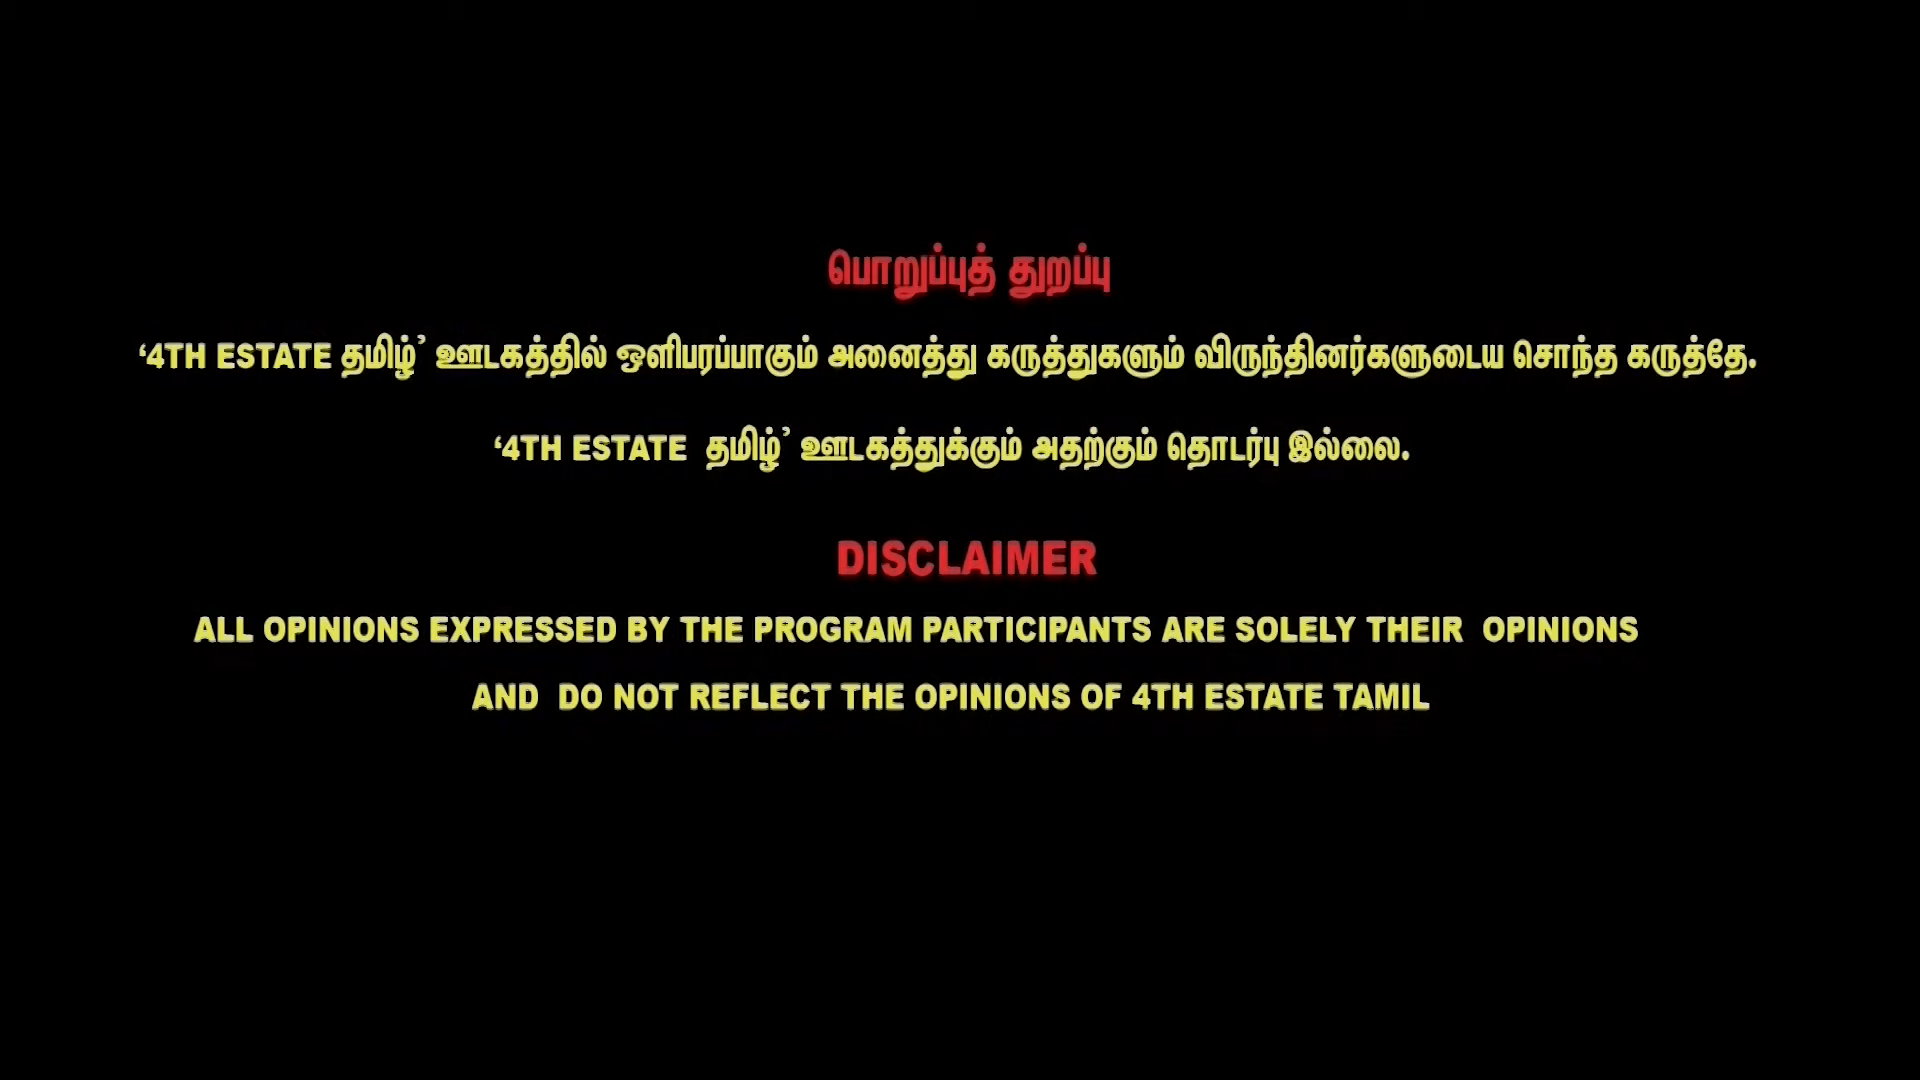 பொறுப்புத் துறப்பு
‘4TH ESTATE தமிழ்’ ஊடகத்தில் ஒளிபரப்பாகும் அனைத்து கருத்துகளும் விருந்தினர்களுடைய சொந்த கருத்தே.
‘4TH ESTATE தமிழ்’ ஊடகத்துக்கும் அதற்கும் தொடர்பு இல்லை.
DISCLAIMER
ALL OPINIONS EXPRESSED BY THE PROGRAM PARTICIPANTS ARE SOLELY THEIR OPINIONS
AND DO NOT REFLECT THE OPINIONS OF 4TH ESTATE TAMIL